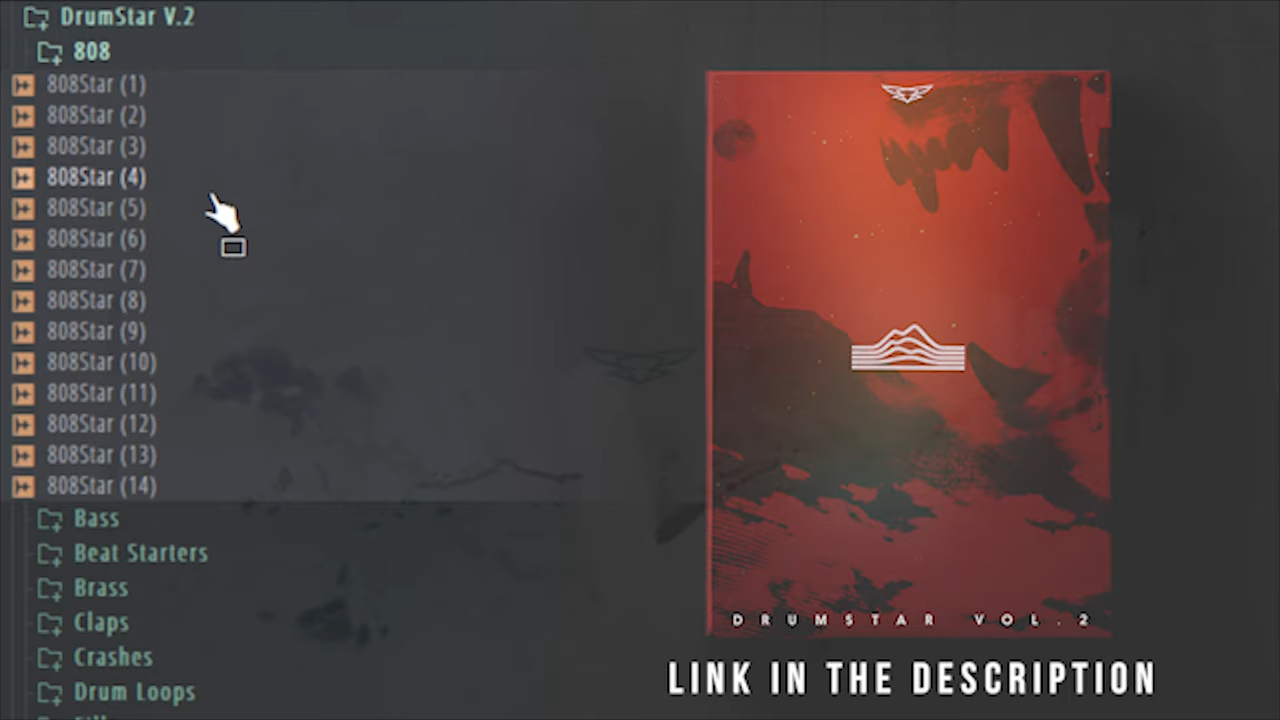 DrumStar V.2
808
808Star (1)
808Star (2)
808Star (3)
808Star (4)
808Star (5)
808Star (6)
808Star (7)
808Star (8)
808Star (9)
808Star (10)
808Star (11)
808Star (12)
808Star (13)
808Star (14)
Bass
Beat Starters
Brass
Claps
Crashes
Drum Loops
DRUMSTAR VOL.2
LINK IN THE DESCRIPTION